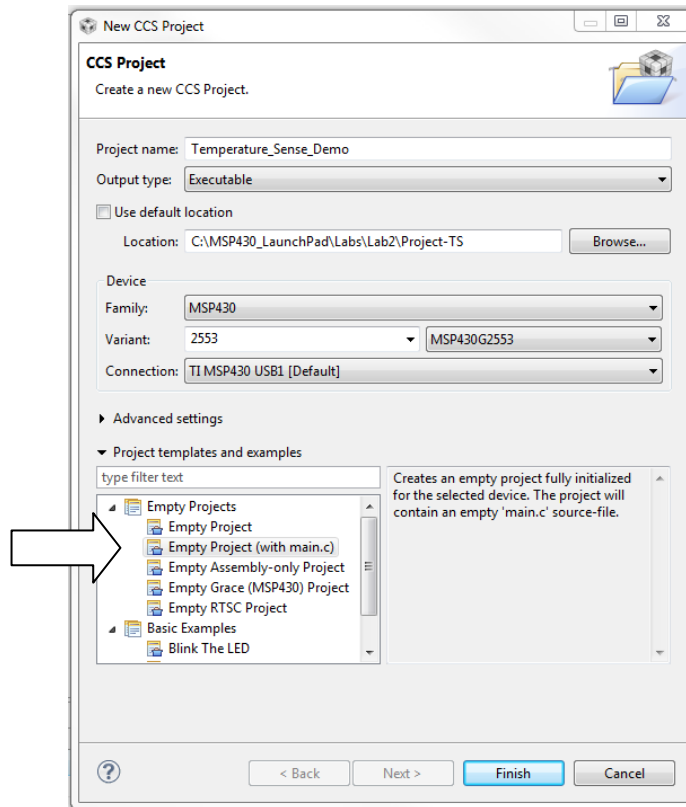 New CCS Project
CCS Project
Create a new CCS Project.
Project name: Temperature_Sense_Demo
Output type: Executable
Use default location
Location: C:\MSP430_LaunchPad\Labs\Lab2\Project-TS Browse...
Device
Family: MSP430
Variant: 2553 MSP430G2553
Connection: TI MSP430 USB1 [Default]
Advanced settings
Project templates and examples
type filter text
Empty Projects
Empty Project
Empty Project (with main.c)
Empty Assembly-only Project
Empty Grace (MSP430) Project
Empty RTSC Project
Basic Examples
Blink The LED
Creates an empty project fully initialized
for the selected device. The project will
contain an empty 'main.c' source-file.
? < Back Next > Finish Cancel